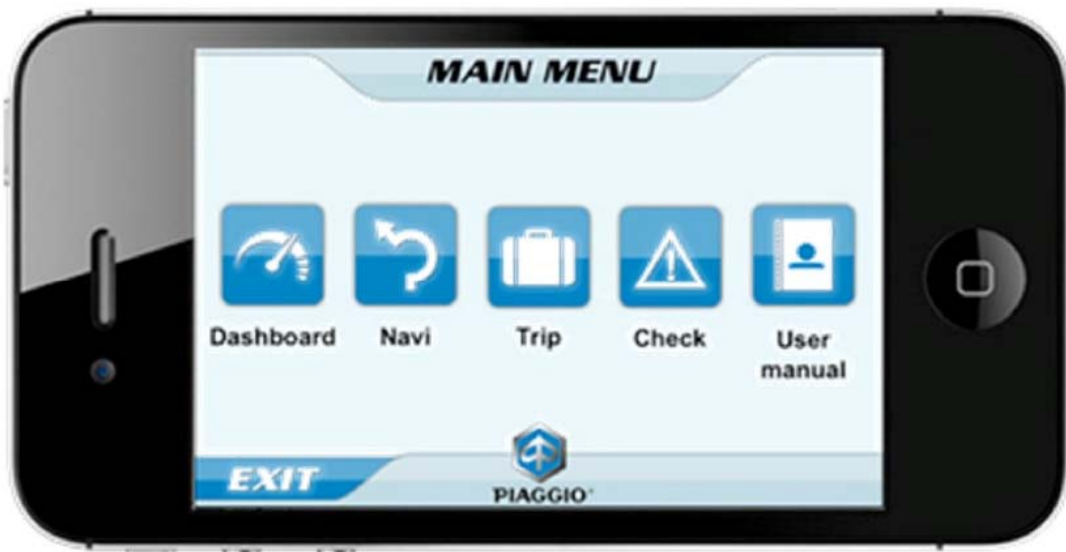 MAIN MENU
Dashboard
Navi
Trip
Check
User
manual
EXIT
PIAGGIO